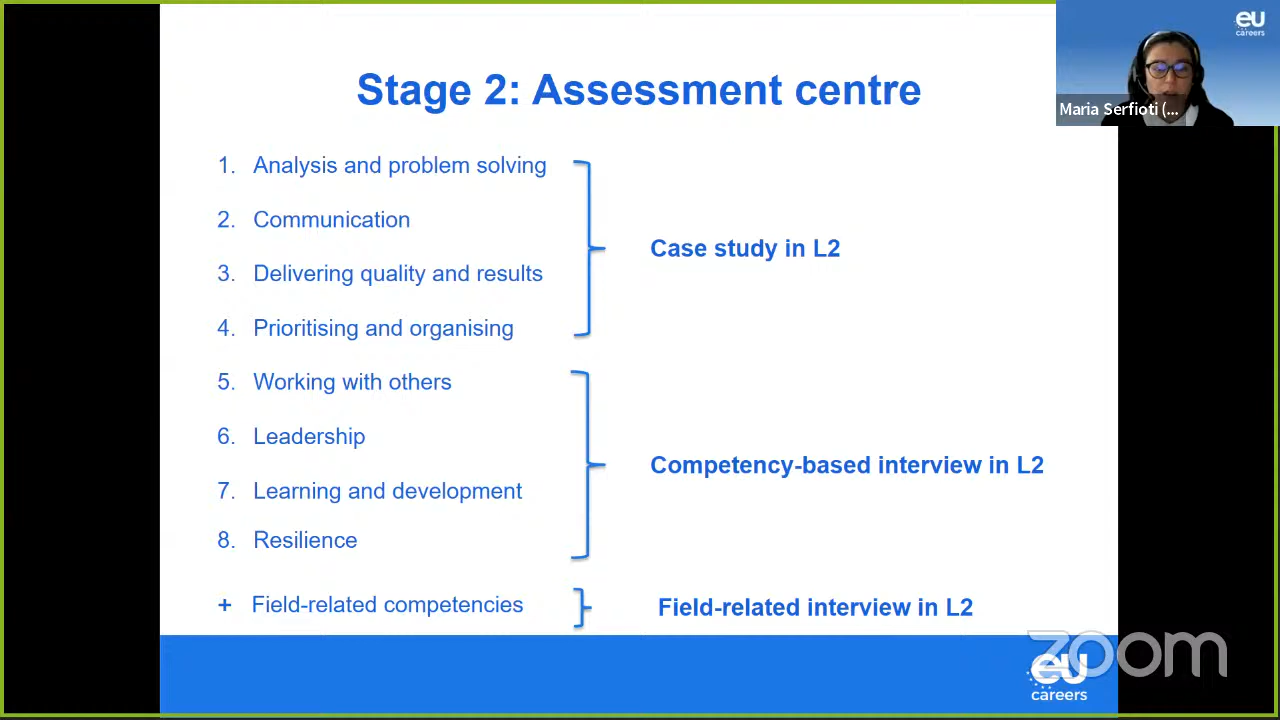 eu
careers
Maria Serfioti (...
Stage 2: Assessment centre
1. Analysis and problem solving
2. Communication
3. Delivering quality and results
4. Prioritising and organising
Case study in L2
5. Working with others
6. Leadership
7. Learning and development
8. Resilience
Competency-based interview in L2
+ Field-related competencies
Field-related interview in L2
zoom
eu
careers